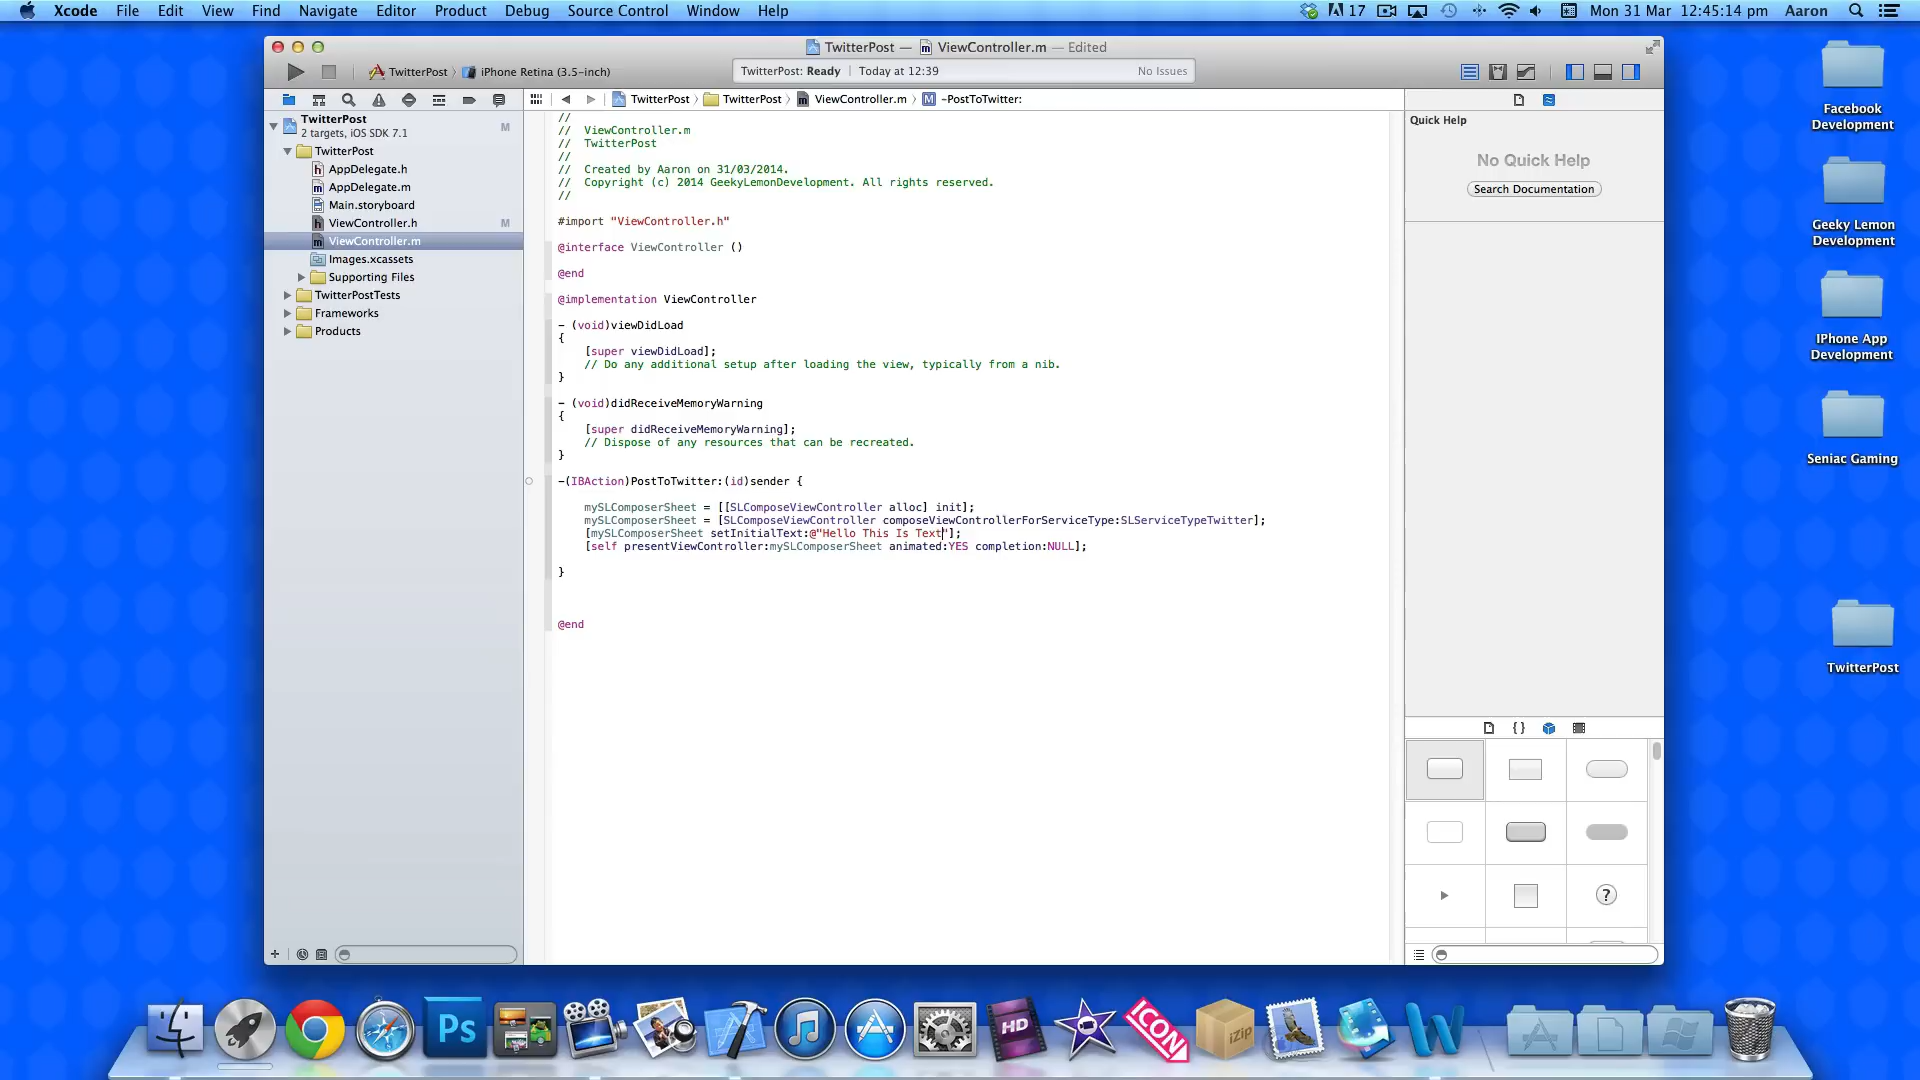 Xcode File Edit View Find Navigate Editor Product Debug Source Control Window Help
17 Mon 31 Mar 12:45:14 pm Aaron
TwitterPost — ViewController.m — Edited
TwitterPost iPhone Retina (3.5-inch)
TwitterPost: Ready | Today at 12:39 No Issues
TwitterPost TwitterPost ViewController.m M -PostToTwitter:
TwitterPost
2 targets, iOS SDK 7.1 M
TwitterPost
h AppDelegate.h
m AppDelegate.m
Main.storyboard
h ViewController.h M
m ViewController.m
Images.xcassets
Supporting Files
TwitterPostTests
Frameworks
Products
//
// ViewController.m
// TwitterPost
//
// Created by Aaron on 31/03/2014.
// Copyright (c) 2014 GeekyLemonDevelopment. All rights reserved.
//
#import "ViewController.h"
@interface ViewController ()
@end
@implementation ViewController
- (void)viewDidLoad
{
[super viewDidLoad];
// Do any additional setup after loading the view, typically from a nib.
}
- (void)didReceiveMemoryWarning
{
[super didReceiveMemoryWarning];
// Dispose of any resources that can be recreated.
}
-(IBAction)PostToTwitter:(id)sender {
mySLComposerSheet = [[SLComposeViewController alloc] init];
mySLComposerSheet = [SLComposeViewController composeViewControllerForServiceType:SLServiceTypeTwitter];
[mySLComposerSheet setInitialText:@"Hello This Is Text"];
[self presentViewController:mySLComposerSheet animated:YES completion:NULL];
}
@end
Quick Help
No Quick Help
Search Documentation
{ }
?
Facebook
Development
Geeky Lemon
Development
IPhone App
Development
Seniac Gaming
TwitterPost
Ps
HD
ICON
iZip
W